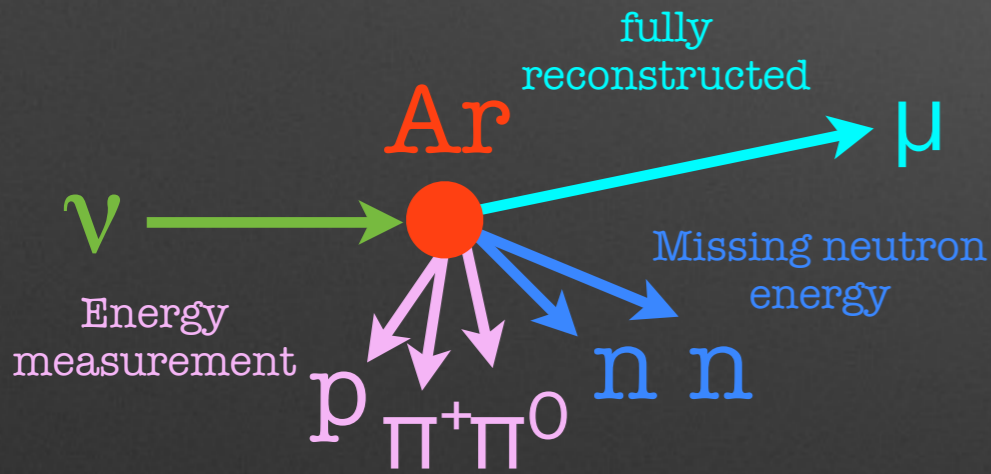 fully
reconstructed
Ar
μ
ν
Missing neutron
energy
Energy
measurement
p π⁺π⁰
n n